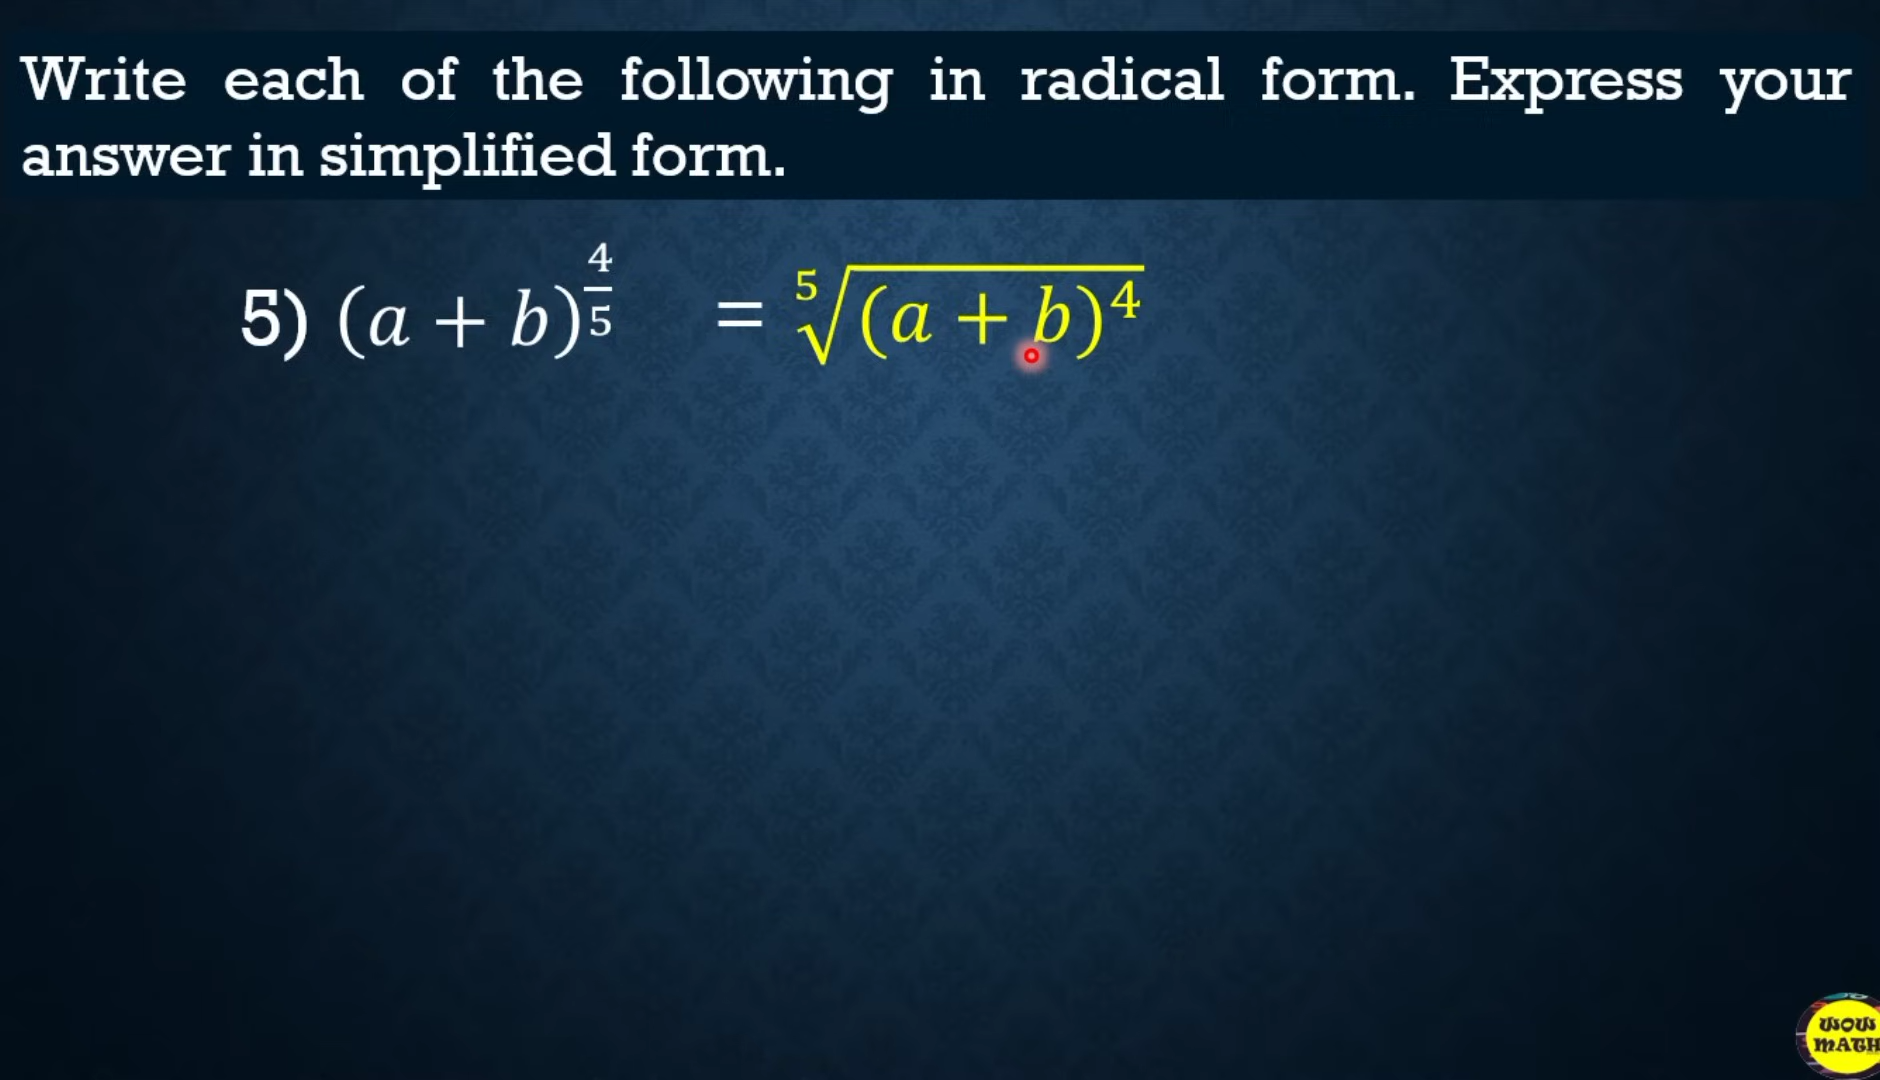 Write each of the following in radical form. Express your
answer in simplified form.
5) (a + b)^{4/5} = \sqrt[5]{(a + b)^4}
WOW
MATH